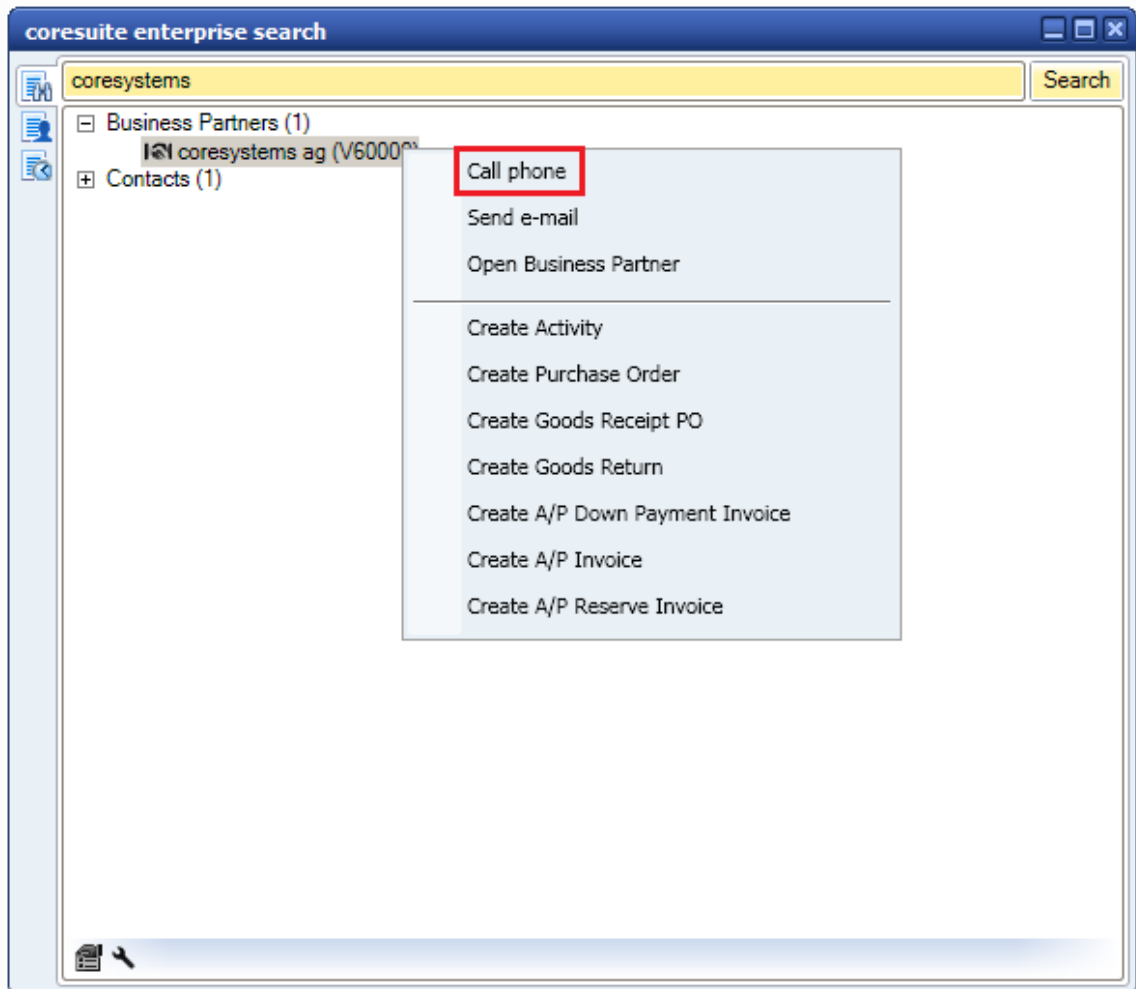 coresuite enterprise search
coresystems
Search
Business Partners (1)
coresystems ag
Contacts (1)
Call phone
Send e-mail
Open Business Partner
Create Activity
Create Purchase Order
Create Goods Receipt PO
Create Goods Return
Create A/P Down Payment Invoice
Create A/P Invoice
Create A/P Reserve Invoice